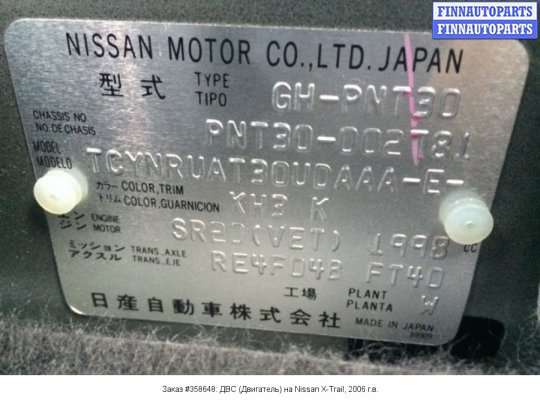 FINNAUTOPARTS
FINNAUTOPARTS
NISSAN MOTOR CO.,LTD. JAPAN
型式 TYPE TIPO GH-PNT30
CHASSIS NO. NO. DE CHASIS PNT30-002781
MODEL MODELO TCYNRUAT30UDAAA-E-
カラー トリム COLOR,TRIM COLOR,GUARNICION KH3 K
エンジン ENGINE MOTOR SR20(VET) 1998 CC
ミッション アクスル TRANS.,AXLE TRANS.,EJE RE4F04B FT40
工場 PLANT PLANTA W
日産自動車株式会社 MADE IN JAPAN
Заказ #358648: ДВС (Двигатель) на Nissan X-Trail, 2006 г.в.